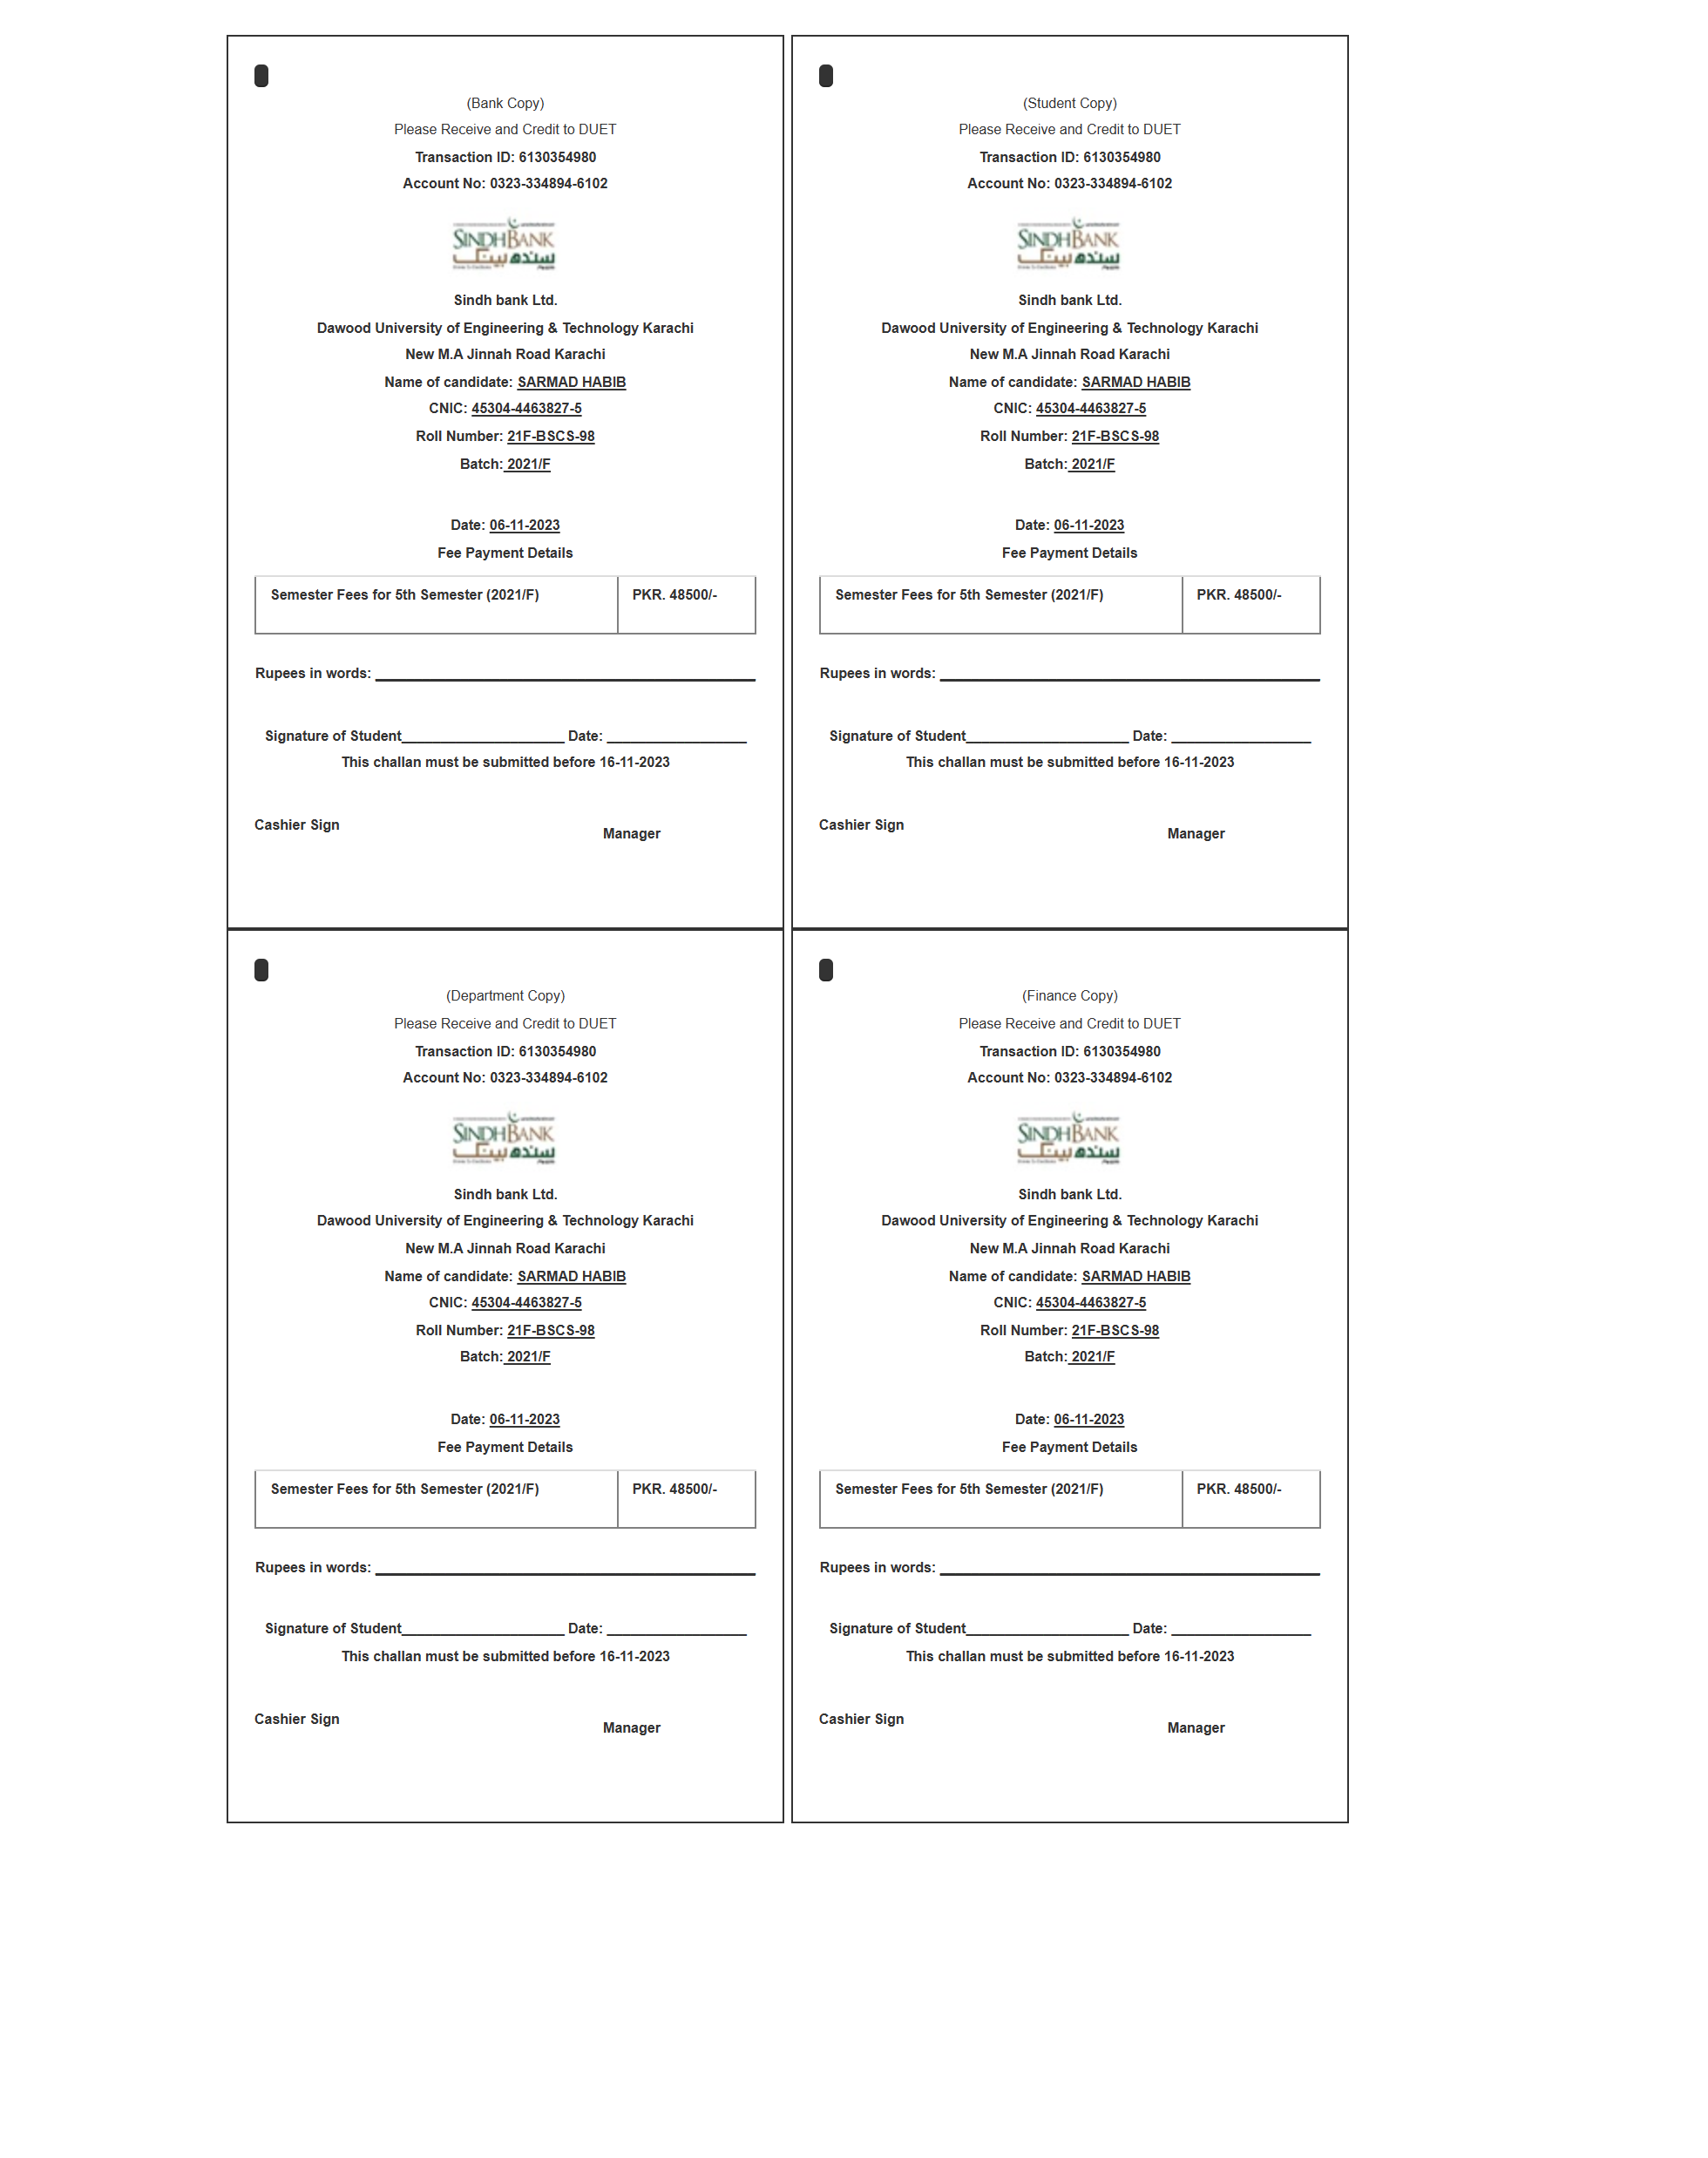 (Bank Copy)
Please Receive and Credit to DUET
Transaction ID: 6130354980
Account No: 0323-334894-6102
SINDHBANK
سندھ بینک
Sindh bank Ltd.
Dawood University of Engineering & Technology Karachi
New M.A Jinnah Road Karachi
Name of candidate: SARMAD HABIB
CNIC: 45304-4463827-5
Roll Number: 21F-BSCS-98
Batch: 2021/F
Date: 06-11-2023
Fee Payment Details
Semester Fees for 5th Semester (2021/F) PKR. 48500/-
Rupees in words:
Signature of Student Date:
This challan must be submitted before 16-11-2023
Cashier Sign
Manager
(Student Copy)
Please Receive and Credit to DUET
Transaction ID: 6130354980
Account No: 0323-334894-6102
SINDHBANK
سندھ بینک
Sindh bank Ltd.
Dawood University of Engineering & Technology Karachi
New M.A Jinnah Road Karachi
Name of candidate: SARMAD HABIB
CNIC: 45304-4463827-5
Roll Number: 21F-BSCS-98
Batch: 2021/F
Date: 06-11-2023
Fee Payment Details
Semester Fees for 5th Semester (2021/F) PKR. 48500/-
Rupees in words:
Signature of Student Date:
This challan must be submitted before 16-11-2023
Cashier Sign
Manager
(Department Copy)
Please Receive and Credit to DUET
Transaction ID: 6130354980
Account No: 0323-334894-6102
SINDHBANK
سندھ بینک
Sindh bank Ltd.
Dawood University of Engineering & Technology Karachi
New M.A Jinnah Road Karachi
Name of candidate: SARMAD HABIB
CNIC: 45304-4463827-5
Roll Number: 21F-BSCS-98
Batch: 2021/F
Date: 06-11-2023
Fee Payment Details
Semester Fees for 5th Semester (2021/F) PKR. 48500/-
Rupees in words:
Signature of Student Date:
This challan must be submitted before 16-11-2023
Cashier Sign
Manager
(Finance Copy)
Please Receive and Credit to DUET
Transaction ID: 6130354980
Account No: 0323-334894-6102
SINDHBANK
سندھ بینک
Sindh bank Ltd.
Dawood University of Engineering & Technology Karachi
New M.A Jinnah Road Karachi
Name of candidate: SARMAD HABIB
CNIC: 45304-4463827-5
Roll Number: 21F-BSCS-98
Batch: 2021/F
Date: 06-11-2023
Fee Payment Details
Semester Fees for 5th Semester (2021/F) PKR. 48500/-
Rupees in words:
Signature of Student Date:
This challan must be submitted before 16-11-2023
Cashier Sign
Manager